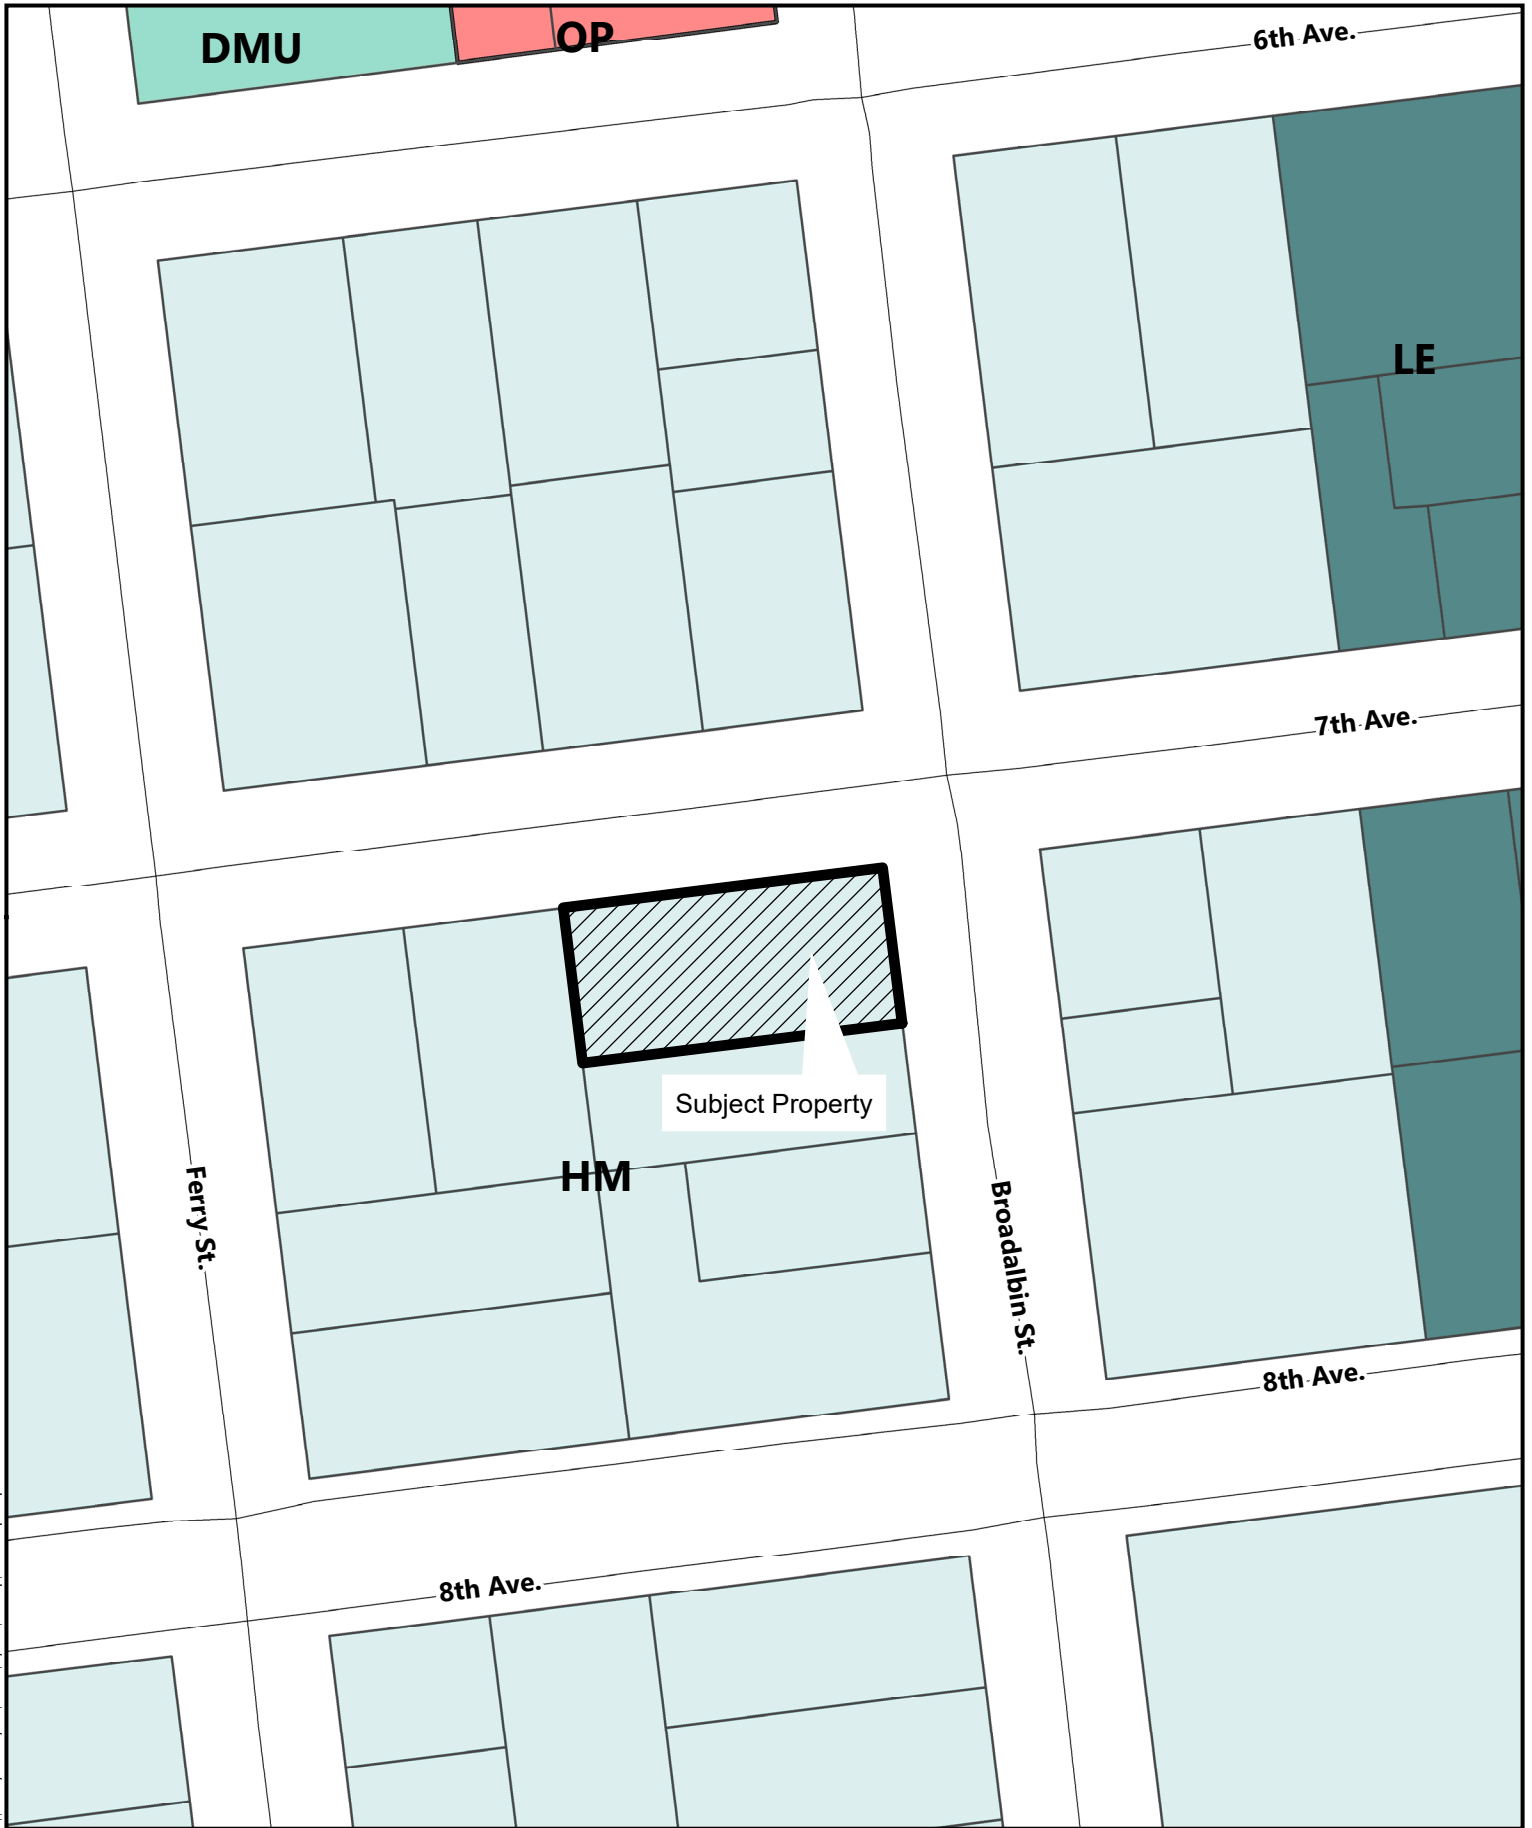 DMU
OP
6th Ave.
LE
7th Ave.
Subject Property
HM
Ferry St.
Broadalbin St.
8th Ave.
8th Ave.